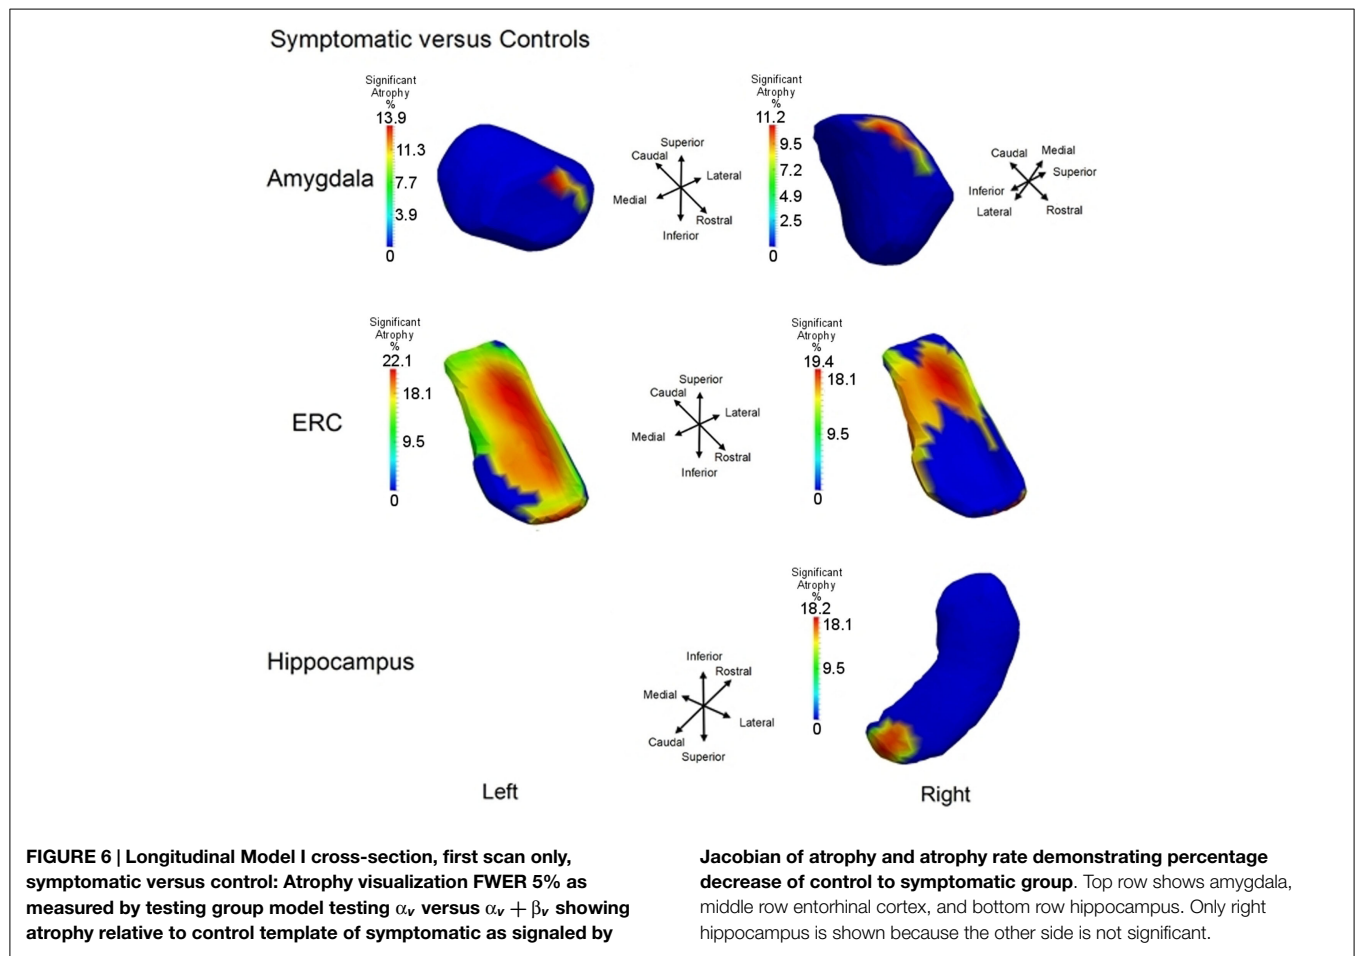 Symptomatic versus Controls
Significant
Atrophy
%
13.9
11.3
7.7
3.9
0
Amygdala
Superior
Caudal
Lateral
Medial
Rostral
Inferior
Significant
Atrophy
%
11.2
9.5
7.2
4.9
2.5
0
Caudal
Medial
Superior
Inferior
Lateral
Rostral
Significant
Atrophy
%
22.1
18.1
9.5
0
ERC
Superior
Caudal
Lateral
Medial
Rostral
Inferior
Significant
Atrophy
%
19.4
18.1
9.5
0
Hippocampus
Inferior
Rostral
Medial
Lateral
Caudal
Superior
Significant
Atrophy
%
18.2
18.1
9.5
0
Left
Right
FIGURE 6 | Longitudinal Model I cross-section, first scan only,
symptomatic versus control: Atrophy visualization FWER 5% as
measured by testing group model testing αv versus αv + βv showing
atrophy relative to control template of symptomatic as signaled by
Jacobian of atrophy and atrophy rate demonstrating percentage
decrease of control to symptomatic group. Top row shows amygdala,
middle row entorhinal cortex, and bottom row hippocampus. Only right
hippocampus is shown because the other side is not significant.